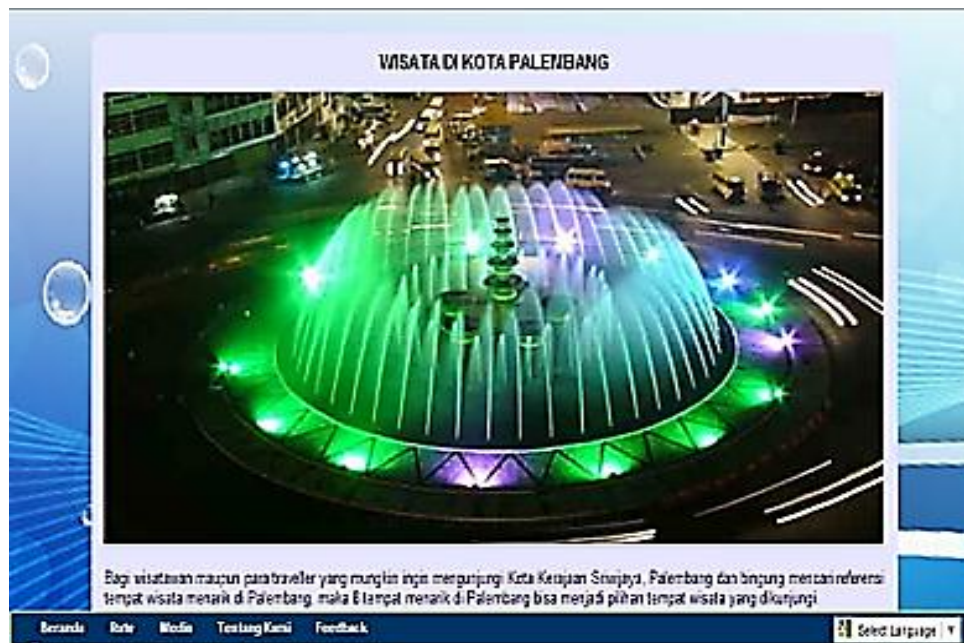 WISATA DI KOTA PALEMBANG
Bagi wisatawan maupun para traveller yang mungkin ingin mengunjungi Kota Kerajaan Sriwijaya, Palembang dan bingung mencari referensi
tempat wisata menarik di Palembang, maka 8 tempat menarik di Palembang bisa menjadi pilihan tempat wisata yang dikunjungi.
Beranda Rute Media Tentang Kami Feedback Select Language